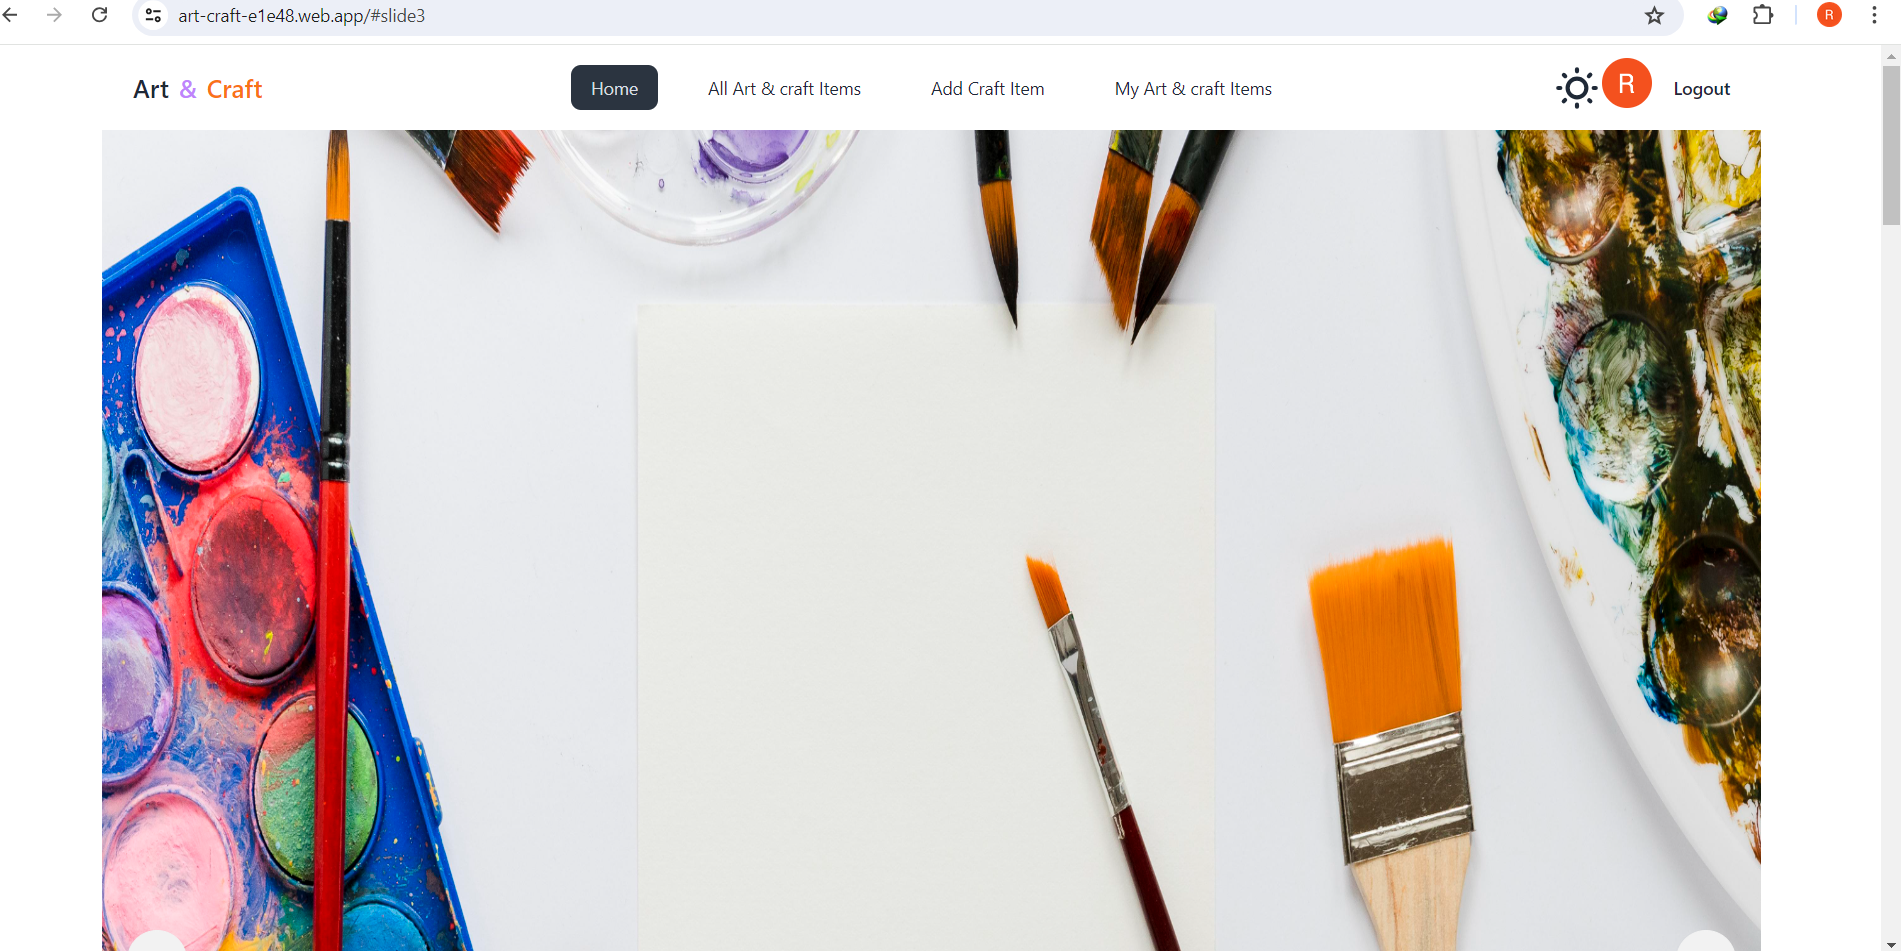 art-craft-e1e48.web.app/#slide3
R
Art & Craft
Home
All Art & craft Items
Add Craft Item
My Art & craft Items
R
Logout